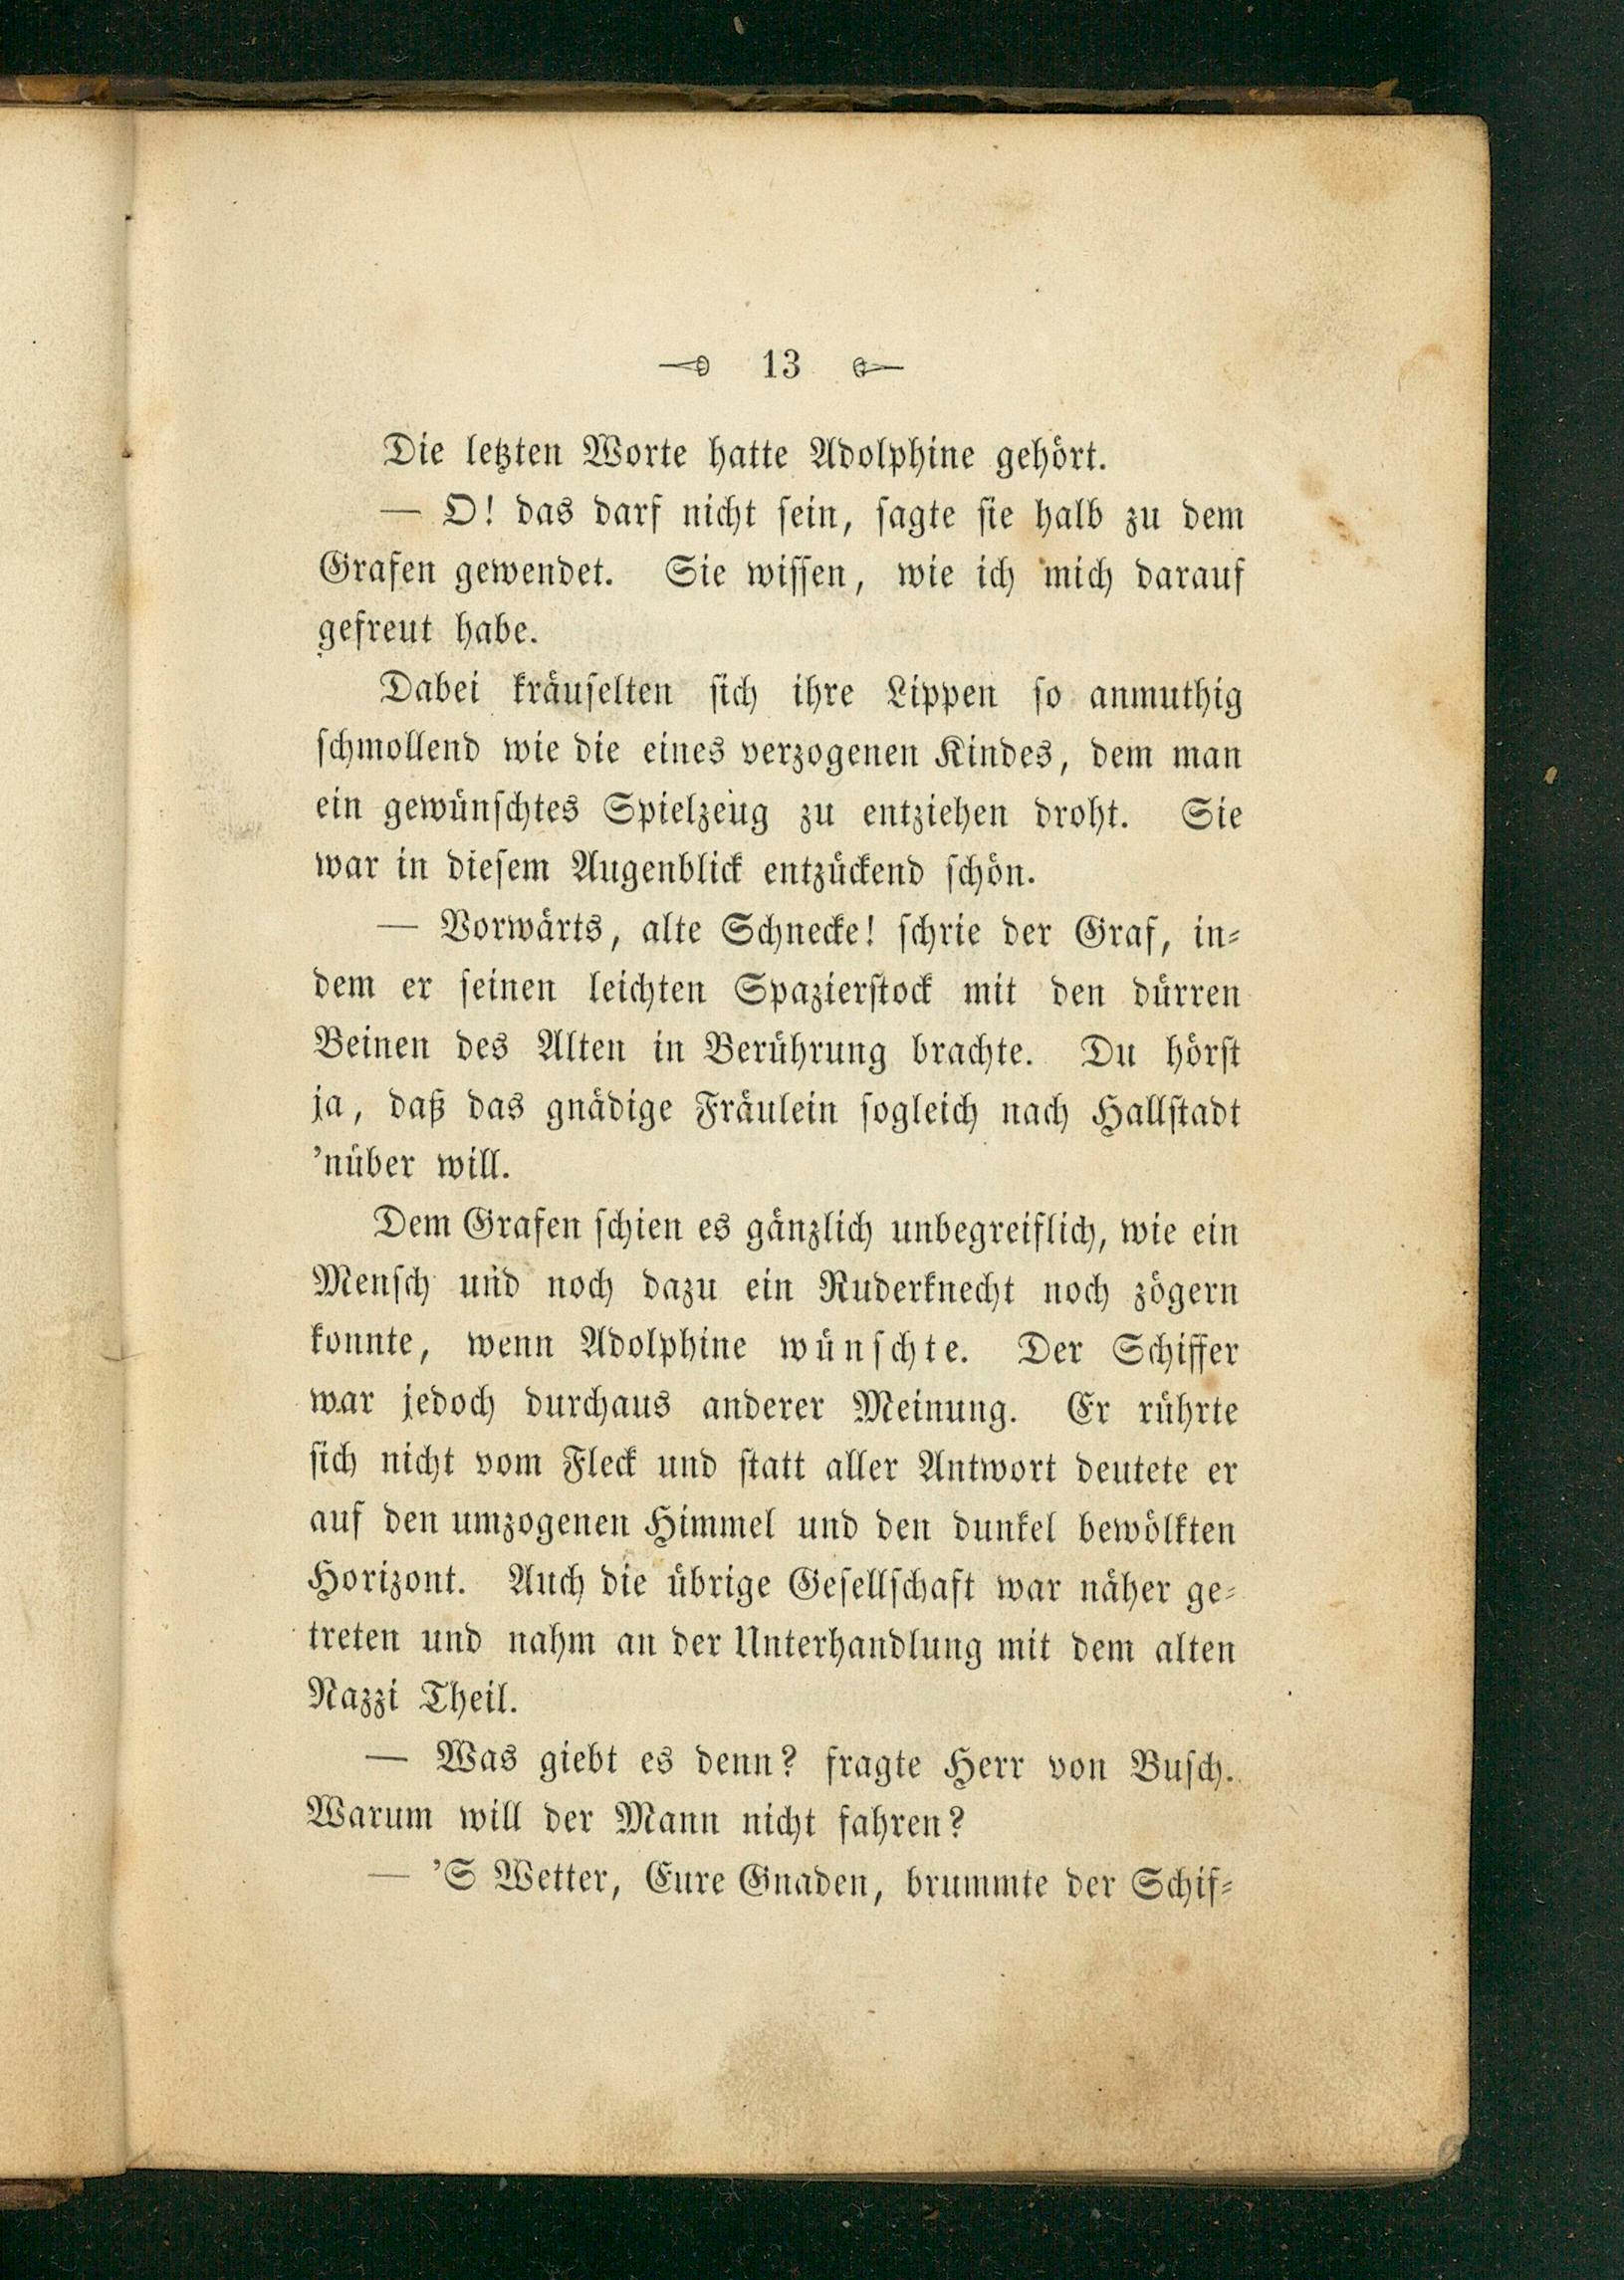 13
Die letzten Worte hatte Adolphine gehört.
— O! das darf nicht sein, sagte sie halb zu dem
Grafen gewendet. Sie wissen, wie ich mich darauf
gefreut habe.
Dabei kräuselten sich ihre Lippen so anmuthig
schmollend wie die eines verzogenen Kindes, dem man
ein gewünschtes Spielzeug zu entziehen droht. Sie
war in diesem Augenblick entzückend schön.
— Vorwärts, alte Schnecke! schrie der Graf, in-
dem er seinen leichten Spazierstock mit den dürren
Beinen des Alten in Berührung brachte. Du hörst
ja, daß das gnädige Fräulein sogleich nach Hallstadt
’nüber will.
Dem Grafen schien es gänzlich unbegreiflich, wie ein
Mensch und noch dazu ein Ruderknecht noch zögern
konnte, wenn Adolphine wünschte. Der Schiffer
war jedoch durchaus anderer Meinung. Er rührte
sich nicht vom Fleck und statt aller Antwort deutete er
auf den umzogenen Himmel und den dunkel bewölkten
Horizont. Auch die übrige Gesellschaft war näher ge-
treten und nahm an der Unterhandlung mit dem alten
Nazzi Theil.
— Was giebt es denn? fragte Herr von Busch.
Warum will der Mann nicht fahren?
— ’S Wetter, Eure Gnaden, brummte der Schif-